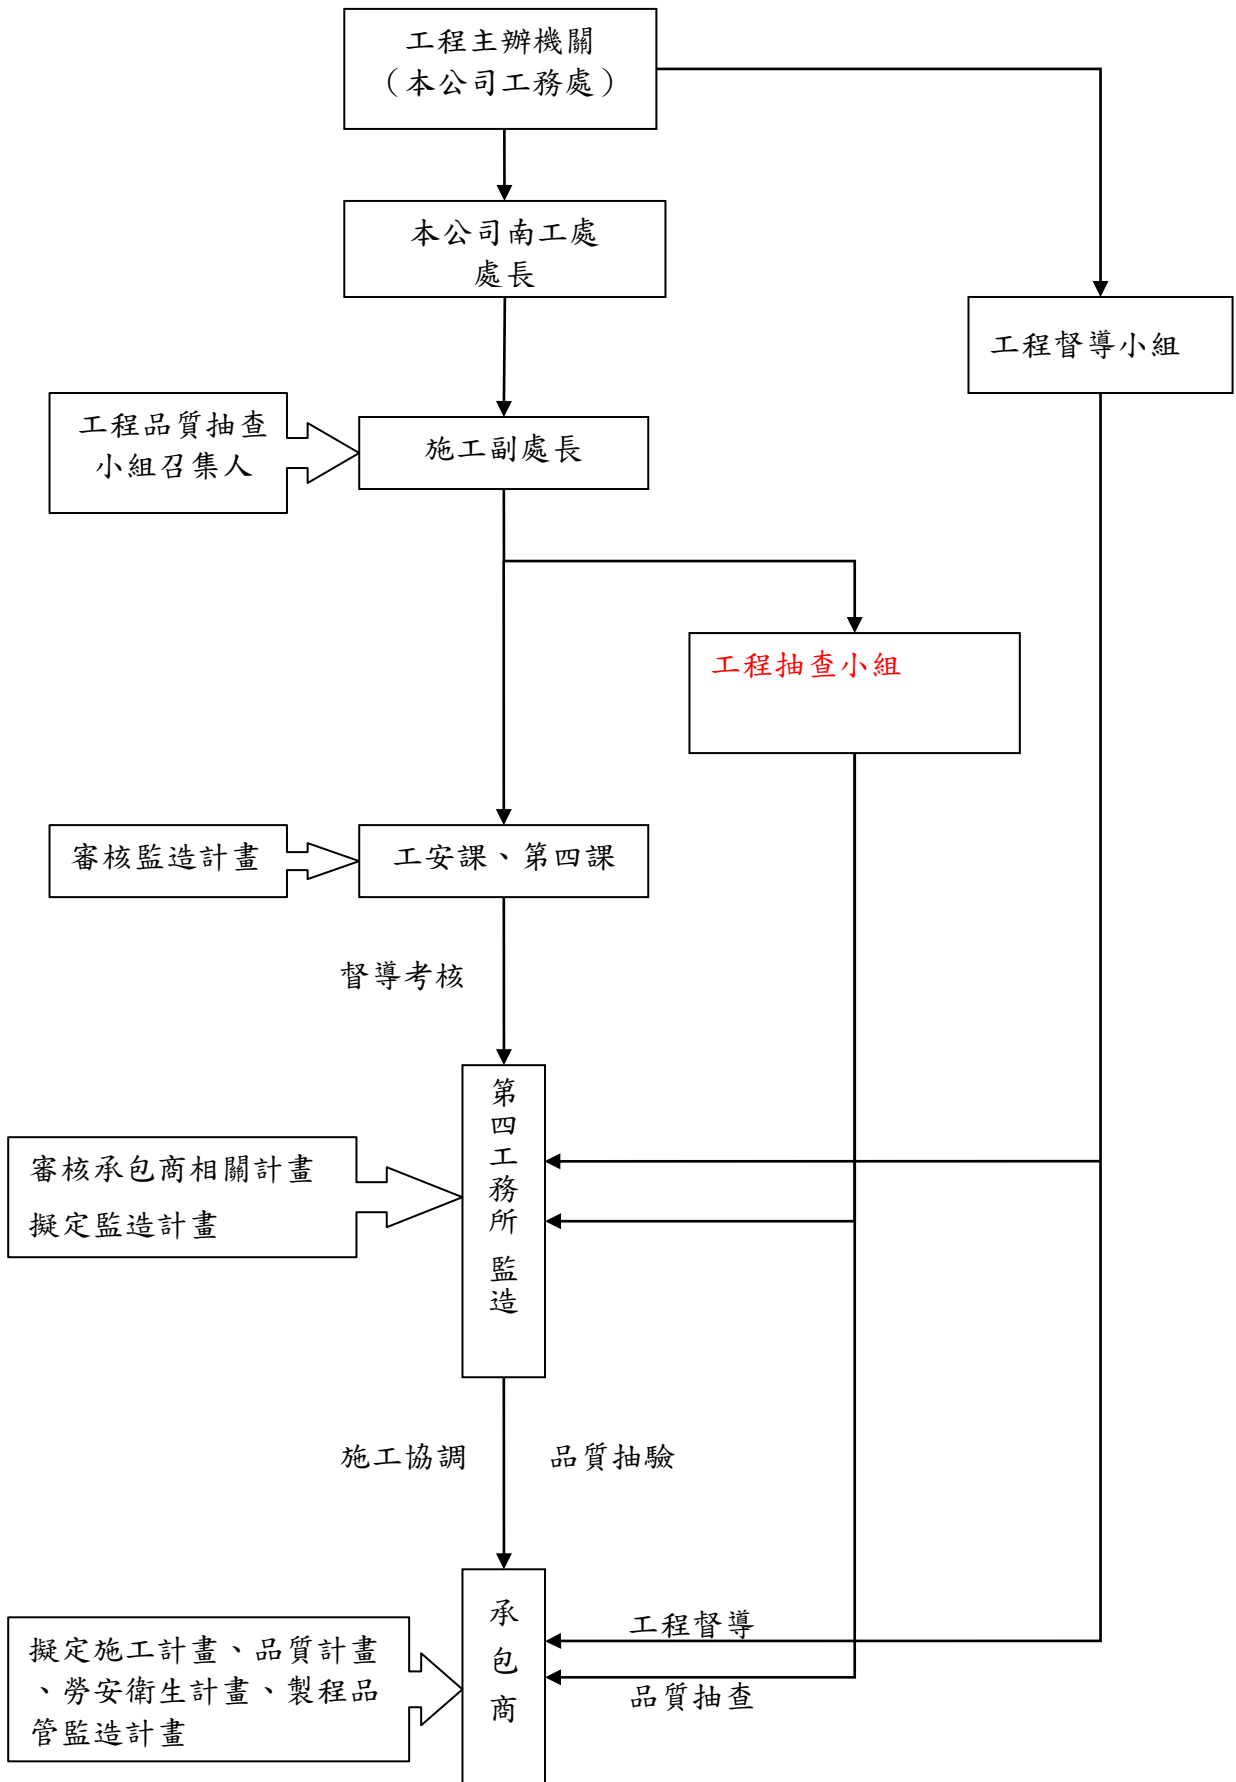 工程主辦機關
（本公司工務處）
本公司南工處
處長
工程督導小組
工程品質抽查
小組召集人
施工副處長
工程抽查小組
審核監造計畫
工安課、第四課
督導考核
第四工務所 監造
審核承包商相關計畫
擬定監造計畫
施工協調
品質抽驗
承包商
工程督導
擬定施工計畫、品質計畫
、勞安衛生計畫、製程品
管監造計畫
品質抽查